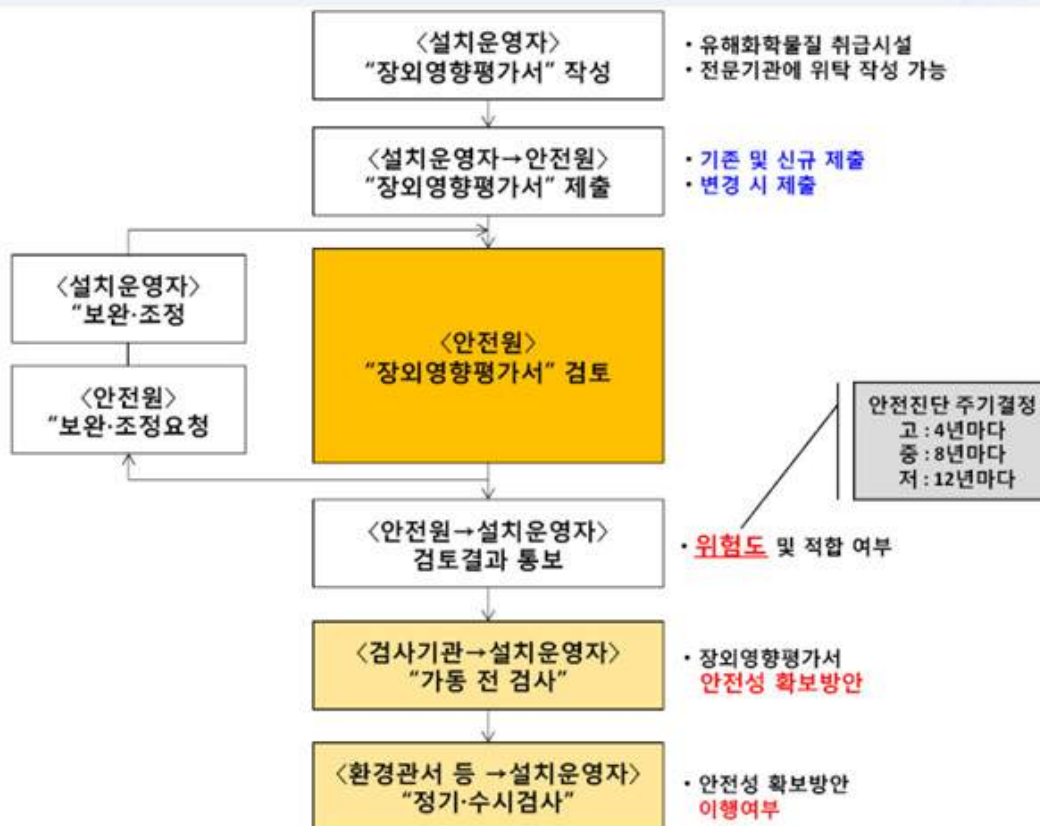 〈설치운영자〉
“장외영향평가서” 작성
• 유해화학물질 취급시설
• 전문기관에 위탁 작성 가능
〈설치운영자→안전원〉
“장외영향평가서” 제출
• 기존 및 신규 제출
• 변경 시 제출
〈설치운영자〉
“보완·조정
〈안전원〉
“보완·조정요청
〈안전원〉
“장외영향평가서” 검토
안전진단 주기결정
고 : 4년마다
중 : 8년마다
저 : 12년마다
〈안전원→설치운영자〉
검토결과 통보
• 위험도 및 적합 여부
〈검사기관→설치운영자〉
“가동 전 검사”
• 장외영향평가서
안전성 확보방안
〈환경관서 등 →설치운영자〉
“정기·수시검사”
• 안전성 확보방안
이행여부